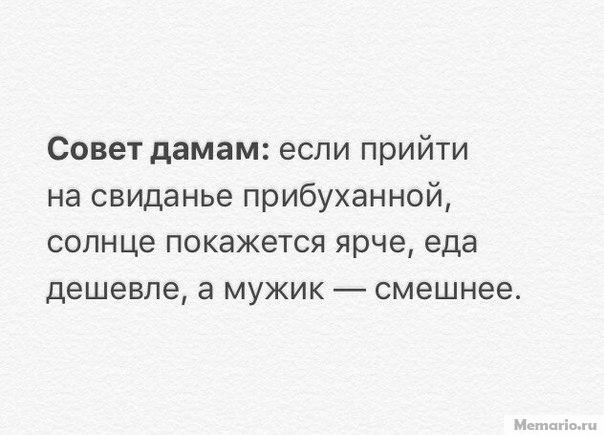 Совет дамам: если прийти
на свиданье прибуханной,
солнце покажется ярче, еда
дешевле, а мужик — смешнее.
Memario.ru